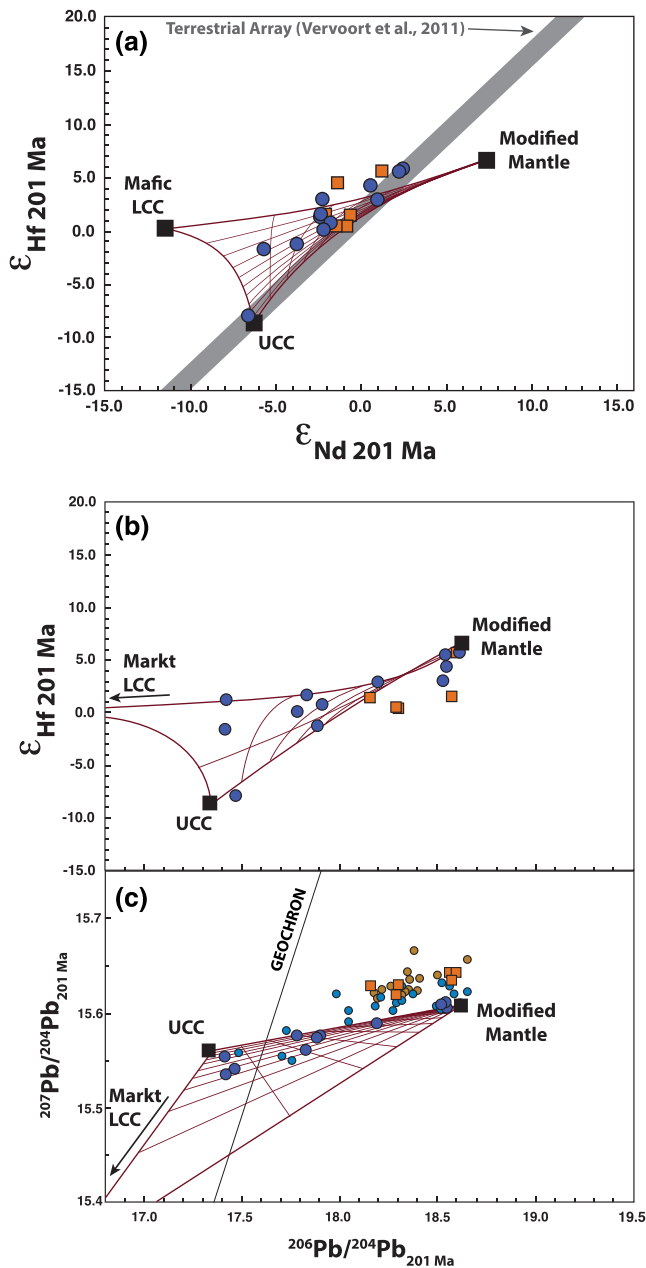 20.0
Terrestrial Array (Vervoort et al., 2011)
(a)
15.0
10.0
Modified
Mantle
5.0
Mafic
LCC
0.0
-5.0
-10.0
UCC
-15.0
-15.0 -10.0 -5.0 0.0 5.0 10.0 15.0
εHf 201 Ma
εNd 201 Ma
20.0
(b)
15.0
10.0
Modified
Mantle
5.0
Markt
LCC
0.0
-5.0
-10.0
UCC
-15.0
εHf 201 Ma
(c)
15.7
GEOCHRON
15.6
UCC
Modified
Mantle
Markt
LCC
15.5
15.4
17.0 17.5 18.0 18.5 19.0 19.5
207Pb/204Pb201 Ma
206Pb/204Pb201 Ma